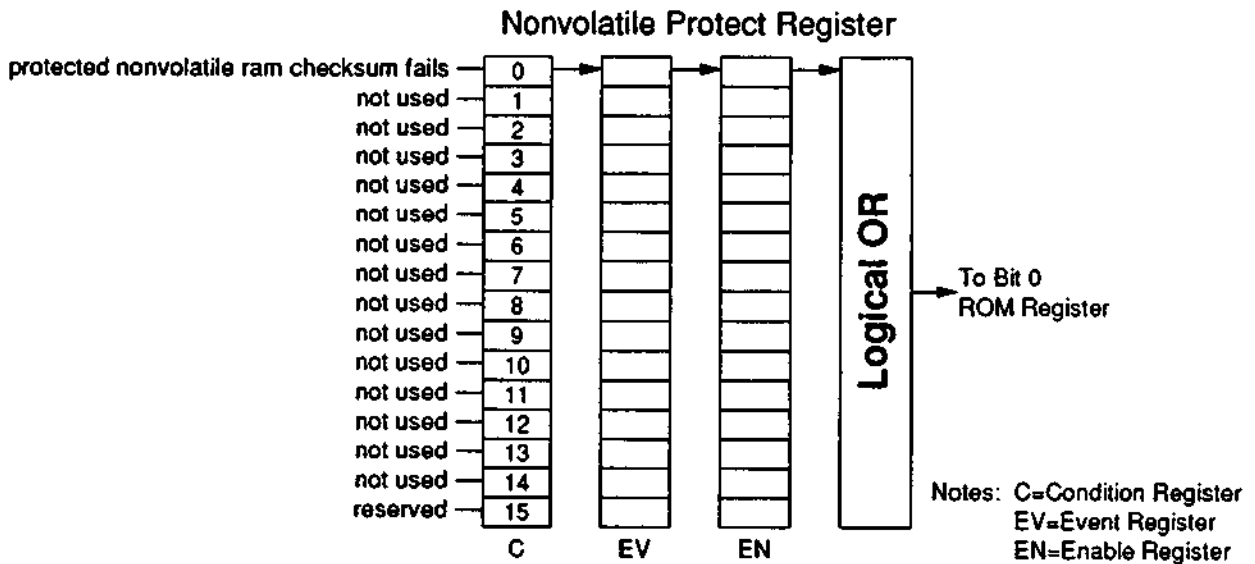 Nonvolatile Protect Register
protected nonvolatile ram checksum fails 0
not used 1
not used 2
not used 3
not used 4
not used 5
not used 6
not used 7
not used 8
not used 9
not used 10
not used 11
not used 12
not used 13
not used 14
reserved 15
C EV EN
Logical OR
To Bit 0
ROM Register
Notes: C=Condition Register
EV=Event Register
EN=Enable Register